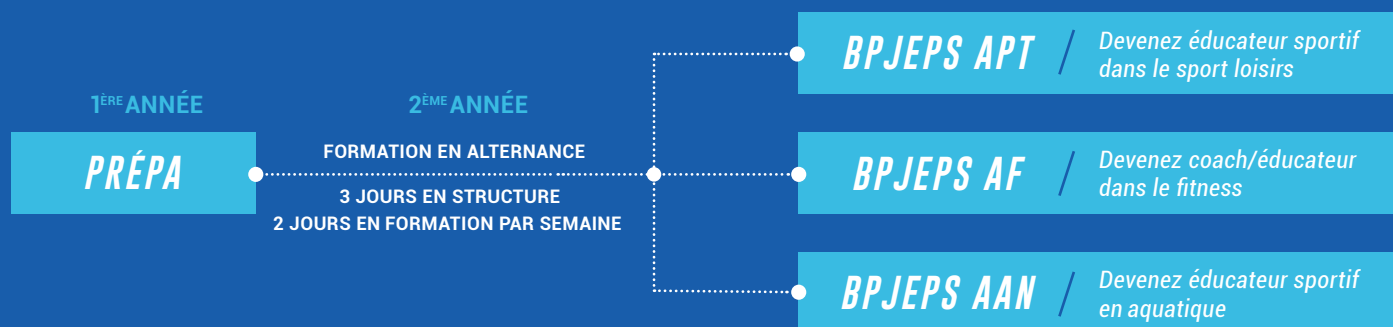 1ÈRE ANNÉE
PRÉPA
2ÈME ANNÉE
FORMATION EN ALTERNANCE
3 JOURS EN STRUCTURE
2 JOURS EN FORMATION PAR SEMAINE
BPJEPS APT / Devenez éducateur sportif
dans le sport loisirs
BPJEPS AF / Devenez coach/éducateur
dans le fitness
BPJEPS AAN / Devenez éducateur sportif
en aquatique